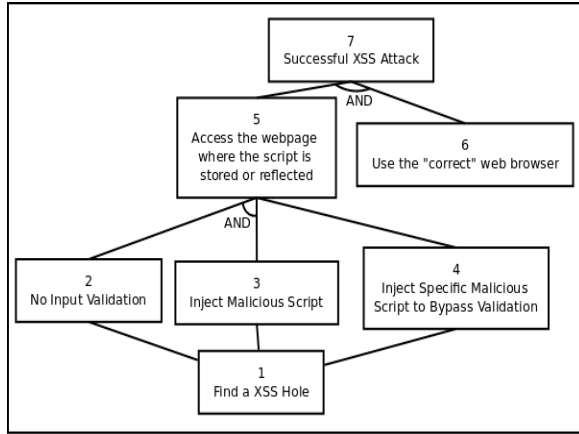 7
Successful XSS Attack
AND
5
Access the webpage
where the script is
stored or reflected
6
Use the "correct" web browser
AND
2
No Input Validation
3
Inject Malicious Script
4
Inject Specific Malicious
Script to Bypass Validation
1
Find a XSS Hole